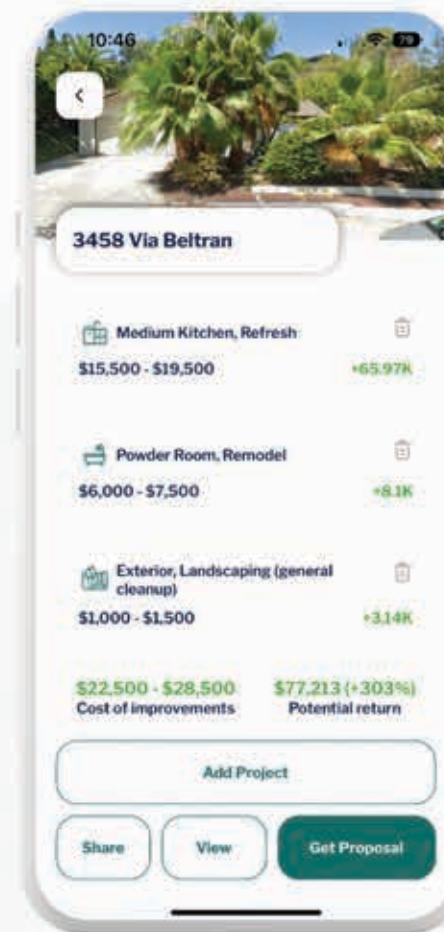 10:46
79
3458 Via Beltran
Medium Kitchen, Refresh
$15,500 - $19,500
+65.97K
Powder Room, Remodel
$6,000 - $7,500
+8.1K
Exterior, Landscaping (general
cleanup)
$1,000 - $1,500
+3.14K
$22,500 - $28,500
$77,213 (+303%)
Cost of improvements
Potential return
Add Project
Share
View
Get Proposal